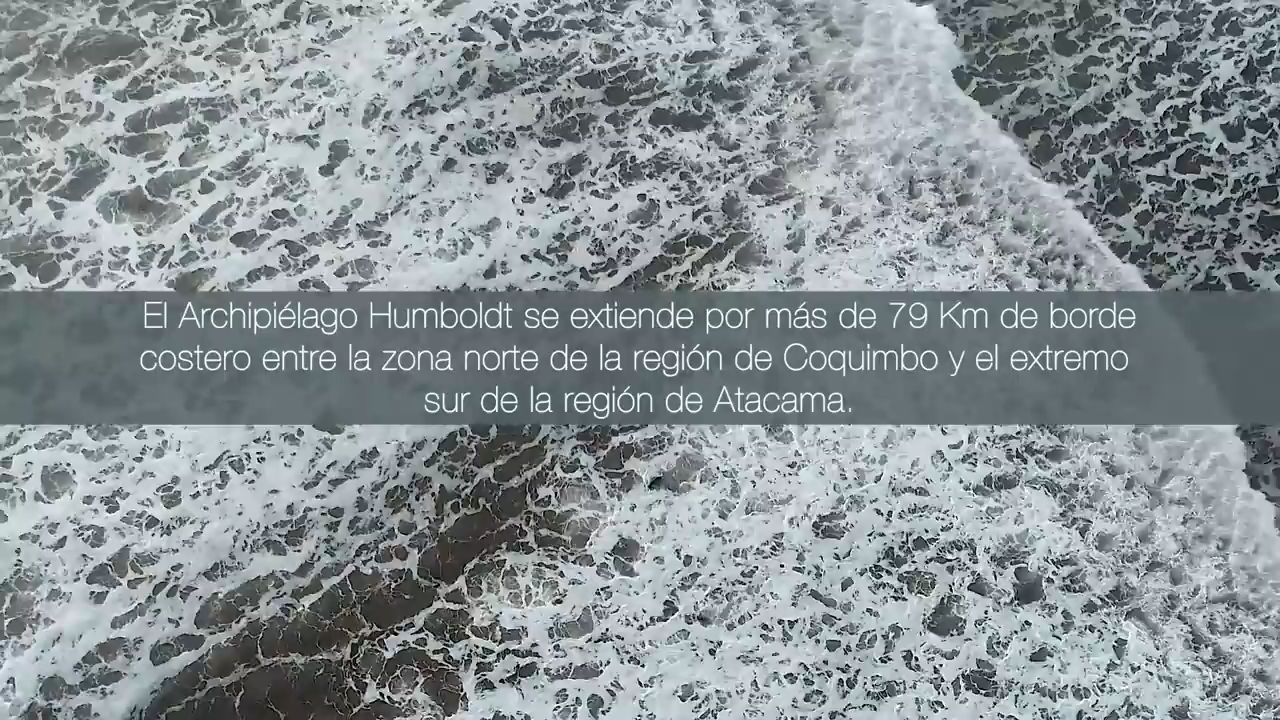 El Archipiélago Humboldt se extiende por más de 79 Km de borde
costero entre la zona norte de la región de Coquimbo y el extremo
sur de la región de Atacama.